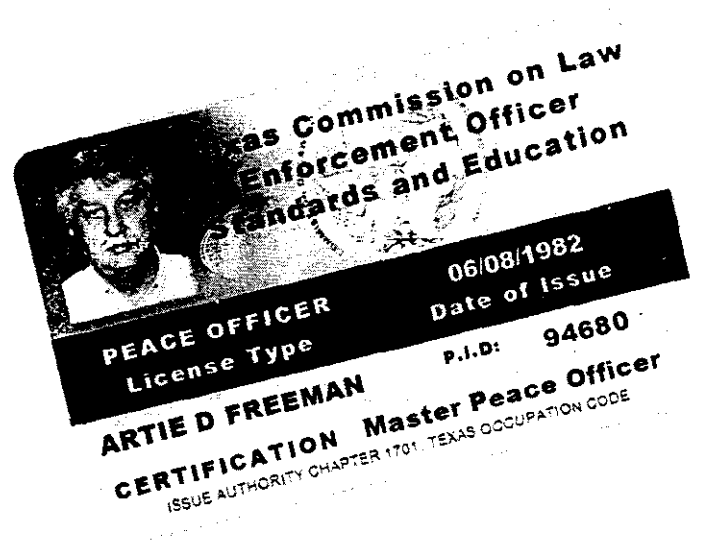 as Commission on Law
Enforcement Officer
Standards and Education
PEACE OFFICER
License Type
06/08/1982
Date of Issue
ARTIE D FREEMAN
P.I.D: 94680
CERTIFICATION Master Peace Officer
ISSUE AUTHORITY CHAPTER 1701, TEXAS OCCUPATION CODE